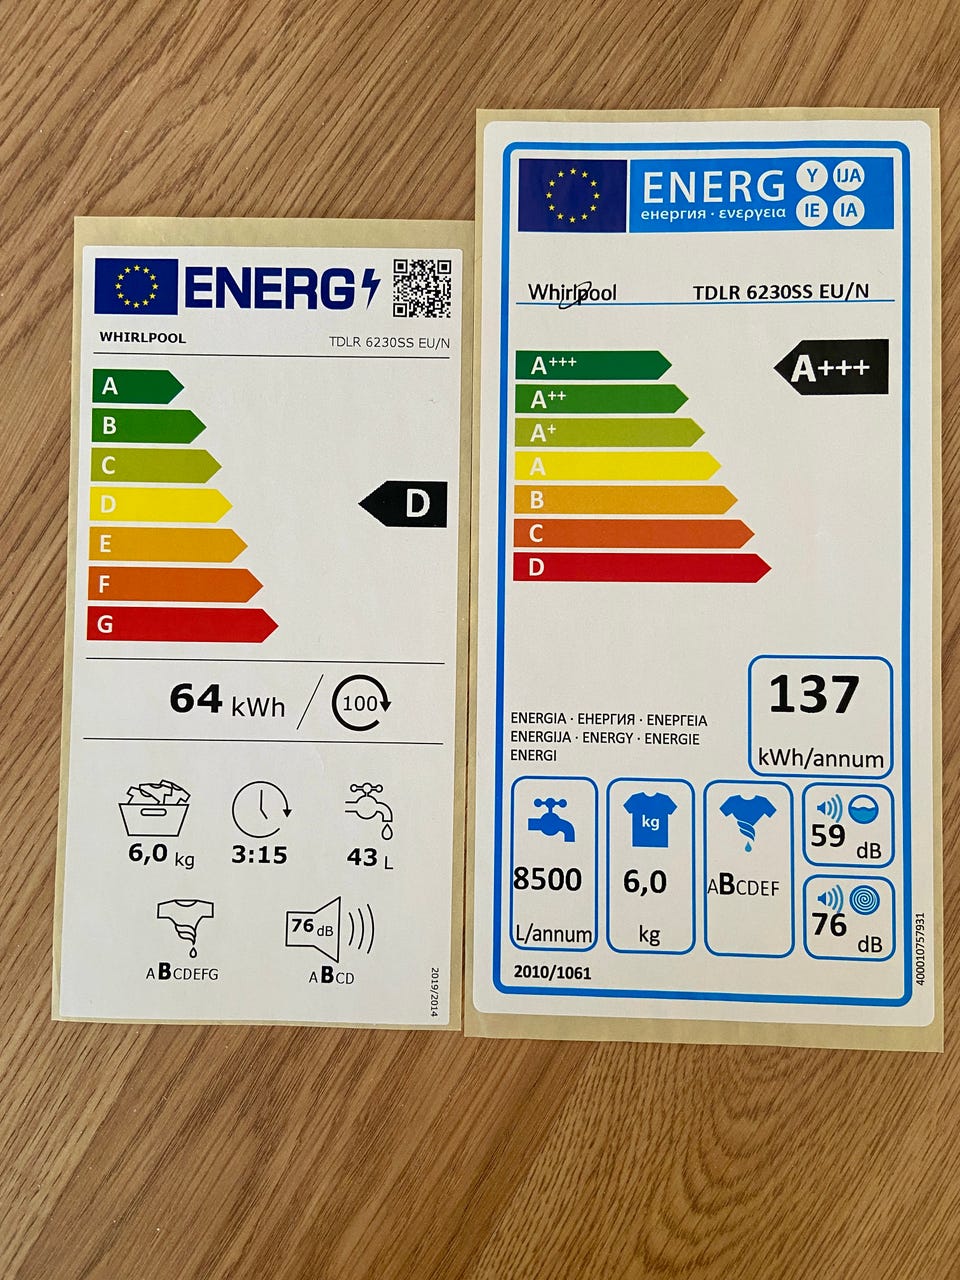 ENERG
WHIRLPOOL
TDLR 6230SS EU/N
A
B
C
D
E
F
G
D
64 kWh / 100
6,0 kg
3:15
43 L
ABCDEFG
76 dB
ABCD
2019/2014
ENERG Y IJA
енергия · ενεργεια IE IA
Whirlpool
TDLR 6230SS EU/N
A+++
A++
A+
A
B
C
D
A+++
ENERGIA · ЕНЕРГИЯ · ΕΝΕΡΓΕΙΑ
ENERGIJA · ENERGY · ENERGIE
ENERGI
137
kWh/annum
8500
L/annum
6,0
kg
kg
ABCDEF
59 dB
76 dB
2010/1061
400010757931